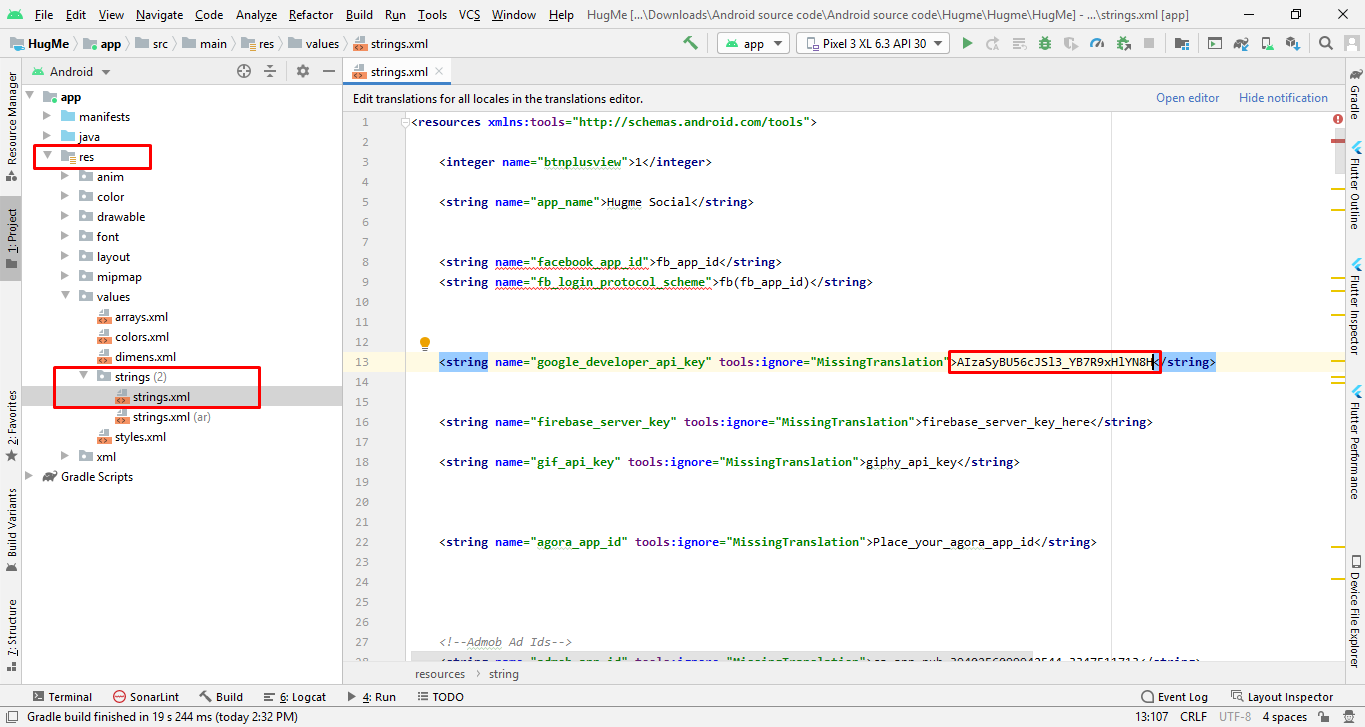 File Edit View Navigate Code Analyze Refactor Build Run Tools VCS Window Help HugMe [...\Downloads\Android source code\Android source code\Hugme\Hugme\HugMe] - ...\strings.xml [app]
HugMe app src main res values strings.xml app Pixel 3 XL 6.3 API 30
Resource Manager
1: Project
2: Favorites
Build Variants
7: Structure
Android
app
manifests
java
res
anim
color
drawable
font
layout
mipmap
values
arrays.xml
colors.xml
dimens.xml
strings (2)
strings.xml
strings.xml (ar)
styles.xml
xml
Gradle Scripts
strings.xml
Edit translations for all locales in the translations editor. Open editor Hide notification
1 <resources xmlns:tools="http://schemas.android.com/tools">
2
3 <integer name="btnplusview">1</integer>
4
5 <string name="app_name">Hugme Social</string>
6
7
8 <string name="facebook_app_id">fb_app_id</string>
9 <string name="fb_login_protocol_scheme">fb(fb_app_id)</string>
10
11
12
13 <string name="google_developer_api_key" tools:ignore="MissingTranslation">AIzaSyBU56cJSl3_YB7R9xHlYN8H</string>
14
15
16 <string name="firebase_server_key" tools:ignore="MissingTranslation">firebase_server_key_here</string>
17
18 <string name="gif_api_key" tools:ignore="MissingTranslation">giphy_api_key</string>
19
20
21
22 <string name="agora_app_id" tools:ignore="MissingTranslation">Place_your_agora_app_id</string>
23
24
25
26
27 <!--Admob Ad Ids-->
resources string
Gradle
Flutter Outline
Flutter Inspector
Flutter Performance
Device File Explorer
Terminal SonarLint Build 6: Logcat 4: Run TODO Event Log Layout Inspector
Gradle build finished in 19 s 244 ms (today 2:32 PM) 13:107 CRLF UTF-8 4 spaces